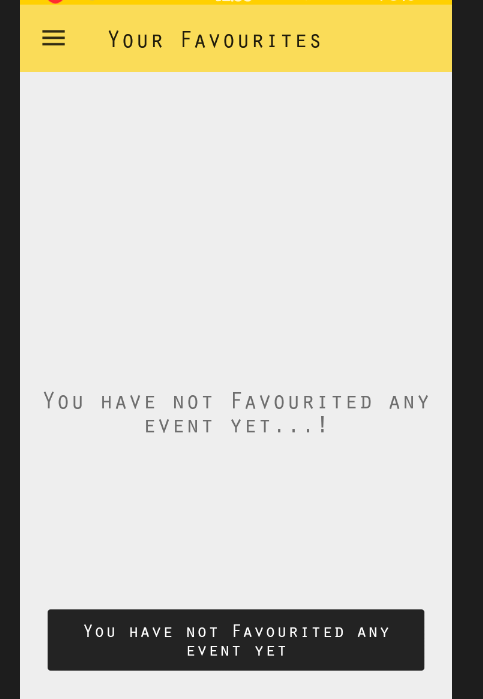 Your Favourites
You have not Favourited any
event yet...!
You have not Favourited any
event yet